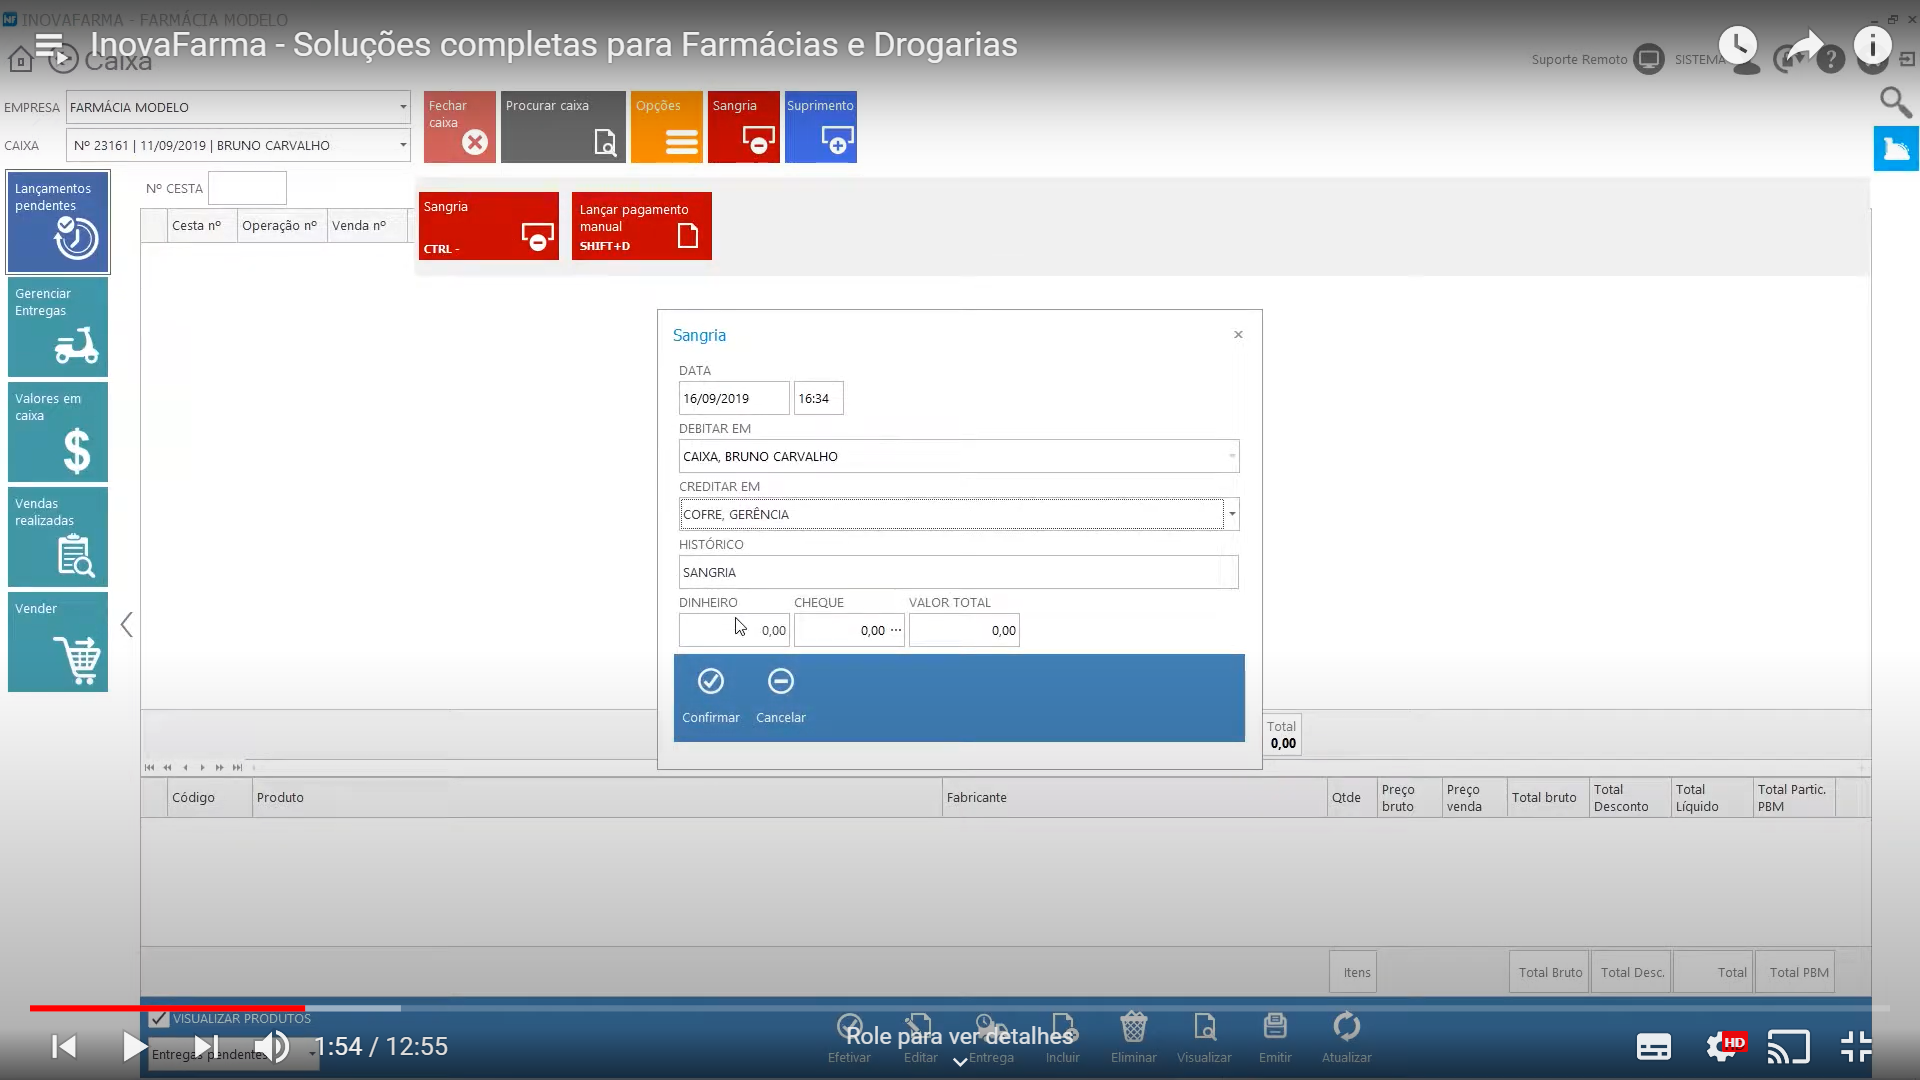 INOVAFARMA - FARMÁCIA MODELO
InovaFarma - Soluções completas para Farmácias e Drogarias
Caixa
Suporte Remoto
SISTEMA
EMPRESA
FARMÁCIA MODELO
CAIXA
Nº 23161 | 11/09/2019 | BRUNO CARVALHO
Fechar
caixa
Procurar caixa
Opções
Sangria
Suprimento
Lançamentos
pendentes
Gerenciar
Entregas
Valores em
caixa
Vendas
realizadas
Vender
Nº CESTA
Cesta nº
Operação nº
Venda nº
Sangria
CTRL -
Lançar pagamento
manual
SHIFT+D
Sangria
DATA
16/09/2019
16:34
DEBITAR EM
CAIXA, BRUNO CARVALHO
CREDITAR EM
COFRE, GERÊNCIA
HISTÓRICO
SANGRIA
DINHEIRO
CHEQUE
VALOR TOTAL
0,00
0,00
0,00
Confirmar
Cancelar
Total
0,00
Código
Produto
Fabricante
Qtde
Preço
bruto
Preço
venda
Total bruto
Total
Desconto
Total
Líquido
Total Partic.
PBM
Itens
Total Bruto
Total Desc.
Total
Total PBM
VISUALIZAR PRODUTOS
Entregas pendentes
1:54 / 12:55
Role para ver detalhes
Efetivar
Editar
Entrega
Incluir
Eliminar
Visualizar
Emitir
Atualizar
HD